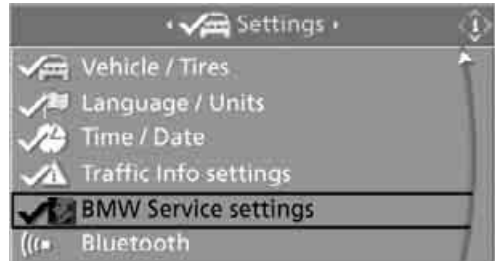 Settings
Vehicle / Tires
Language / Units
Time / Date
Traffic Info settings
BMW Service settings
Bluetooth